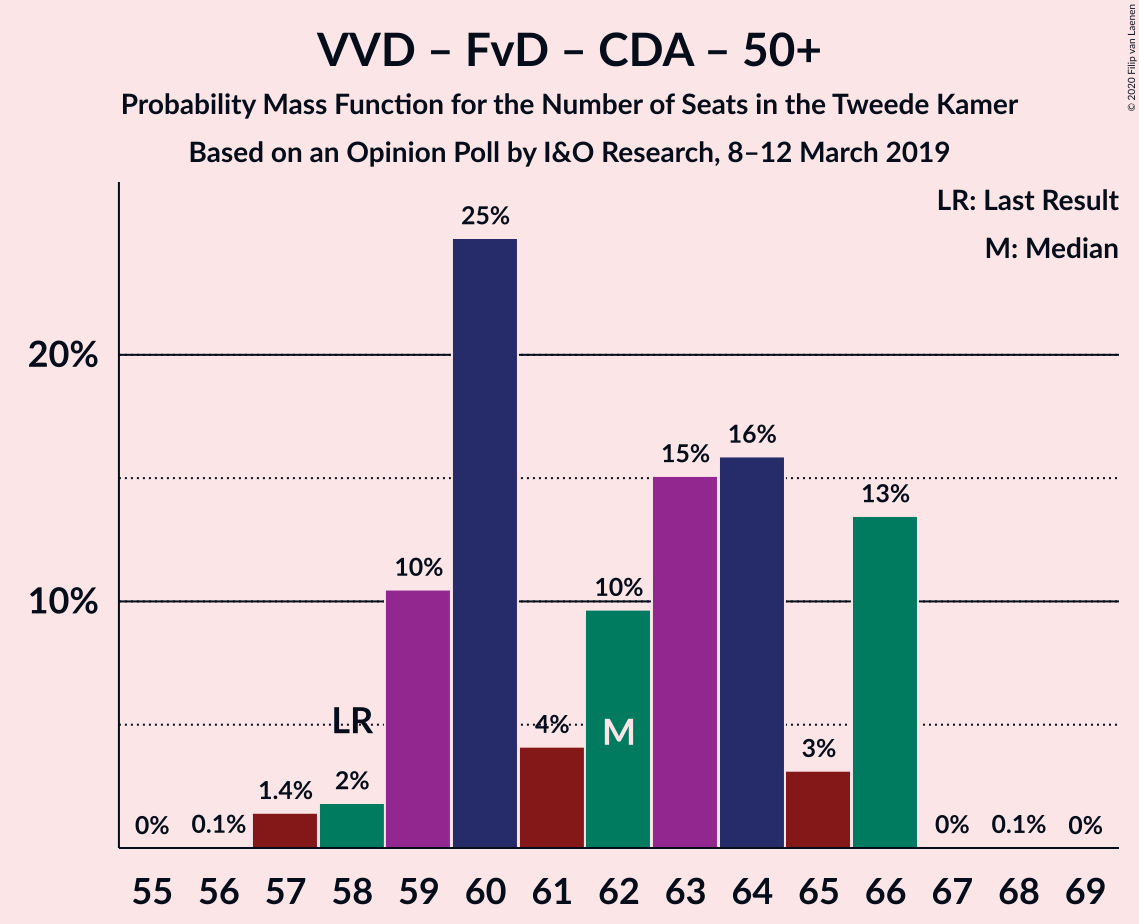 VVD – FvD – CDA – 50+
Probability Mass Function for the Number of Seats in the Tweede Kamer
Based on an Opinion Poll by I&O Research, 8–12 March 2019
© 2020 Filip van Laenen
LR: Last Result
M: Median
25%
20%
16%
15%
13%
10%
10%
10%
LR
4%
M
3%
2%
1.4%
0%
0.1%
0%
0.1%
0%
55 56 57 58 59 60 61 62 63 64 65 66 67 68 69